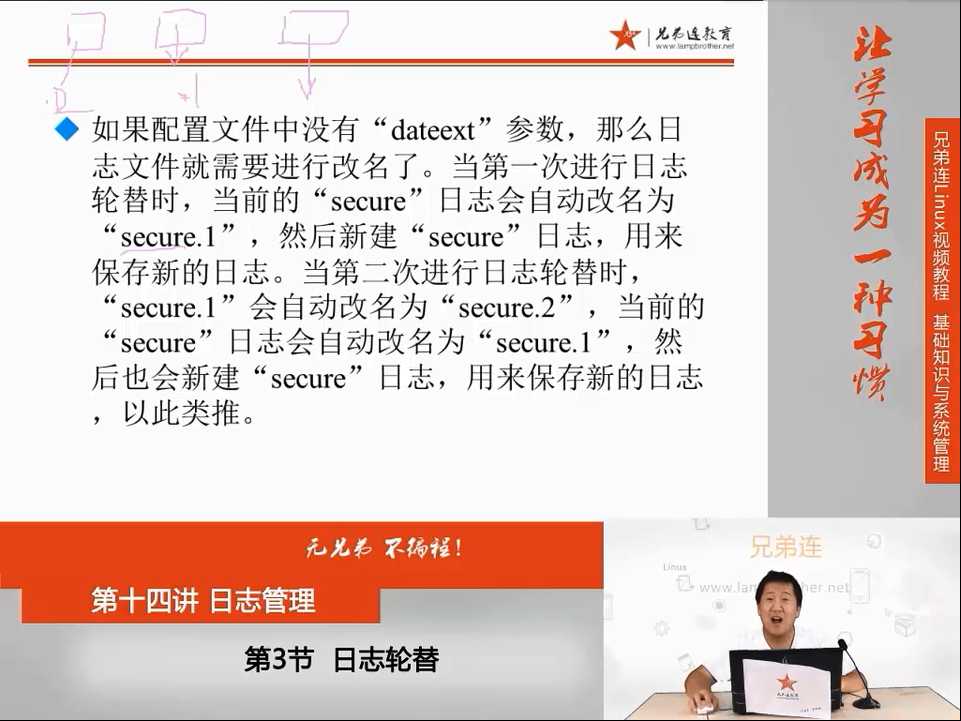 兄弟连教育
www.lampbrother.net
如果配置文件中没有“dateext”参数，那么日
志文件就需要进行改名了。当第一次进行日志
轮替时，当前的“secure”日志会自动改名为
“secure.1”，然后新建“secure”日志，用来
保存新的日志。当第二次进行日志轮替时，
“secure.1”会自动改名为“secure.2”，当前的
“secure”日志会自动改名为“secure.1”，然
后也会新建“secure”日志，用来保存新的日志
，以此类推。
让学习成为一种习惯
兄弟连Linux视频教程 基础知识与系统管理
无兄弟 不编程！
第十四讲 日志管理
第3节 日志轮替
兄弟连
Linux